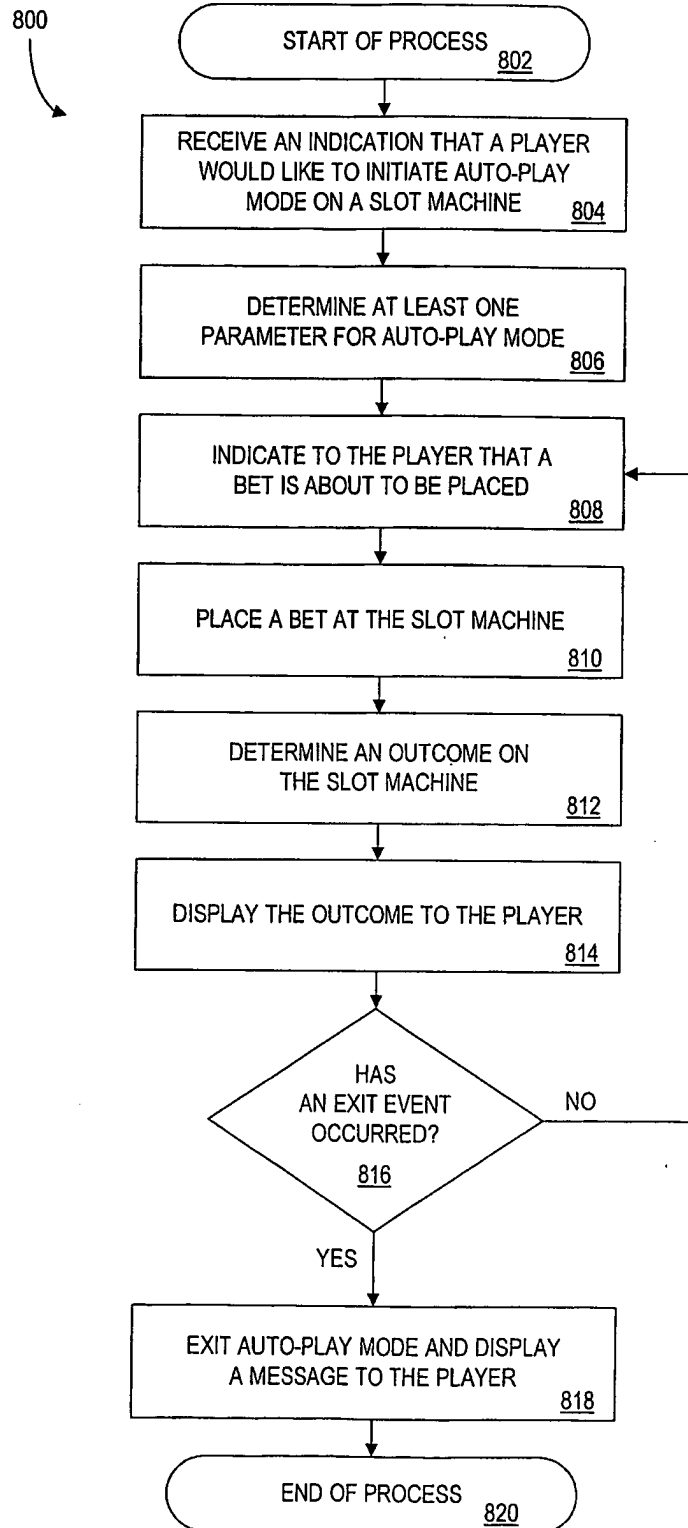 800
START OF PROCESS
802
RECEIVE AN INDICATION THAT A PLAYER
WOULD LIKE TO INITIATE AUTO-PLAY
MODE ON A SLOT MACHINE
804
DETERMINE AT LEAST ONE
PARAMETER FOR AUTO-PLAY MODE
806
INDICATE TO THE PLAYER THAT A
BET IS ABOUT TO BE PLACED
808
PLACE A BET AT THE SLOT MACHINE
810
DETERMINE AN OUTCOME ON
THE SLOT MACHINE
812
DISPLAY THE OUTCOME TO THE PLAYER
814
HAS
AN EXIT EVENT
OCCURRED?
816
NO
YES
EXIT AUTO-PLAY MODE AND DISPLAY
A MESSAGE TO THE PLAYER
818
END OF PROCESS
820